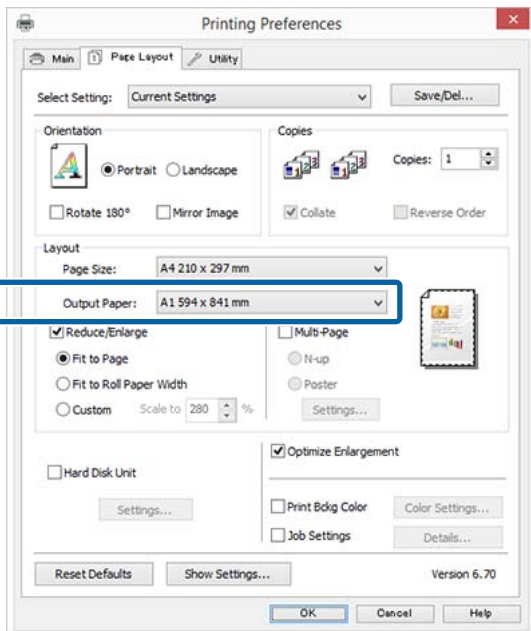 Printing Preferences
Main Page Layout Utility
Select Setting: Current Settings Save/Del...
Orientation Copies
Portrait Landscape Copies: 1
Rotate 180° Mirror Image Collate Reverse Order
Layout
Page Size: A4 210 x 297 mm
Output Paper: A1 594 x 841 mm
Reduce/Enlarge Multi-Page
Fit to Page N-up
Fit to Roll Paper Width Poster
Custom Scale to 280 % Settings...
Optimize Enlargement
Hard Disk Unit
Settings... Print Bckg Color Color Settings...
Job Settings Details...
Reset Defaults Show Settings... Version 6.70
OK Cancel Help